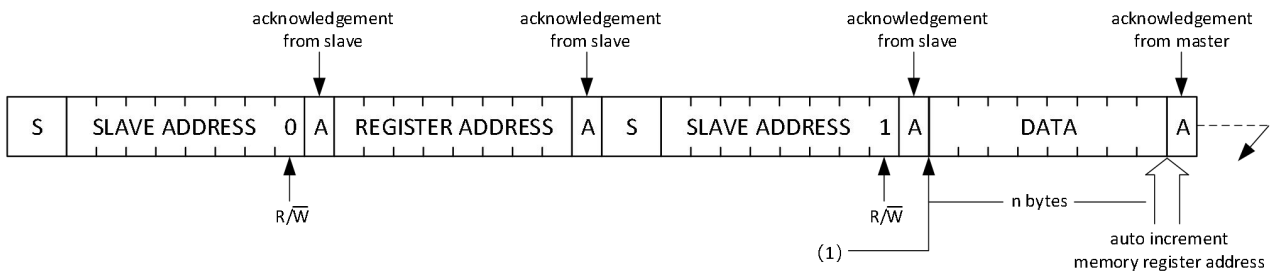 acknowledgement
from slave
acknowledgement
from slave
acknowledgement
from slave
acknowledgement
from master
S SLAVE ADDRESS 0 A REGISTER ADDRESS A S SLAVE ADDRESS 1 A DATA A
R/W̅ R/W̅ n bytes
(1)
auto increment
memory register address